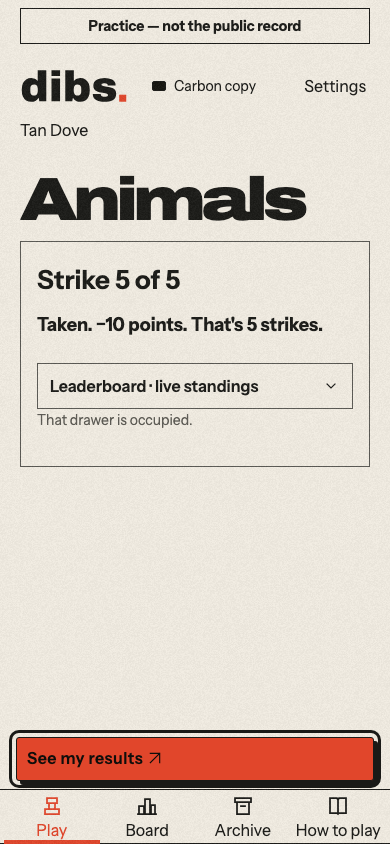 Practice — not the public record
dibs.
Carbon copy
Settings
Tan Dove
Animals
Strike 5 of 5
Taken. −10 points. That's 5 strikes.
Leaderboard · live standings
That drawer is occupied.
See my results
Play
Board
Archive
How to play